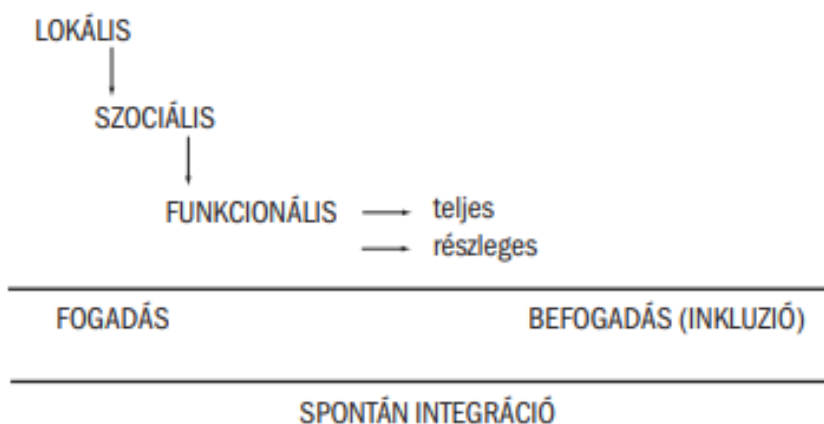 LOKÁLIS
SZOCIÁLIS
FUNKCIONÁLIS teljes
részleges
FOGADÁS BEFOGADÁS (INKLUZIÓ)
SPONTÁN INTEGRÁCIÓ